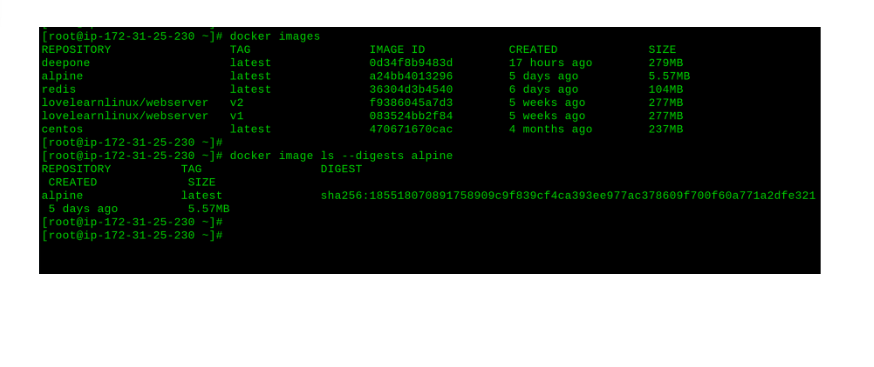 [root@ip-172-31-25-230 ~]# docker images
REPOSITORY TAG IMAGE ID CREATED SIZE
deepone latest 0d34f8b9483d 17 hours ago 279MB
alpine latest a24bb4013296 5 days ago 5.57MB
redis latest 36304d3b4540 6 days ago 104MB
lovelearnlinux/webserver v2 f9386045a7d3 5 weeks ago 277MB
lovelearnlinux/webserver v1 083524bb2f84 5 weeks ago 277MB
centos latest 470671670cac 4 months ago 237MB
[root@ip-172-31-25-230 ~]#
[root@ip-172-31-25-230 ~]# docker image ls --digests alpine
REPOSITORY TAG DIGEST
CREATED SIZE
alpine latest sha256:185518070891758909c9f839cf4ca393ee977ac378609f700f60a771a2dfe321
5 days ago 5.57MB
[root@ip-172-31-25-230 ~]#
[root@ip-172-31-25-230 ~]#